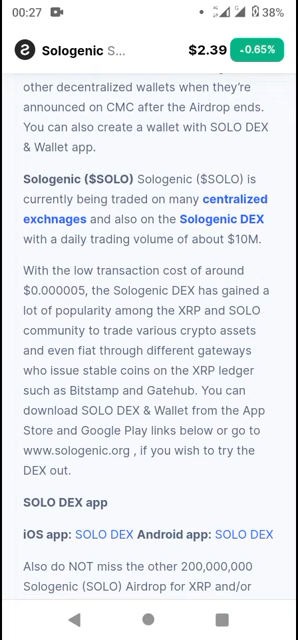 00:27 38%
Sologenic S... $2.39 0.65%
other decentralized wallets when they're
announced on CMC after the Airdrop ends.
You can also create a wallet with SOLO DEX
& Wallet app.
Sologenic ($SOLO) Sologenic ($SOLO) is
currently being traded on many centralized
exchnages and also on the Sologenic DEX
with a daily trading volume of about $10M.
With the low transaction cost of around
$0.000005, the Sologenic DEX has gained a
lot of popularity among the XRP and SOLO
community to trade various crypto assets
and even fiat through different gateways
who issue stable coins on the XRP ledger
such as Bitstamp and Gatehub. You can
download SOLO DEX & Wallet from the App
Store and Google Play links below or go to
www.sologenic.org , if you wish to try the
DEX out.
SOLO DEX app
iOS app: SOLO DEX Android app: SOLO DEX
Also do NOT miss the other 200,000,000
Sologenic (SOLO) Airdrop for XRP and/or